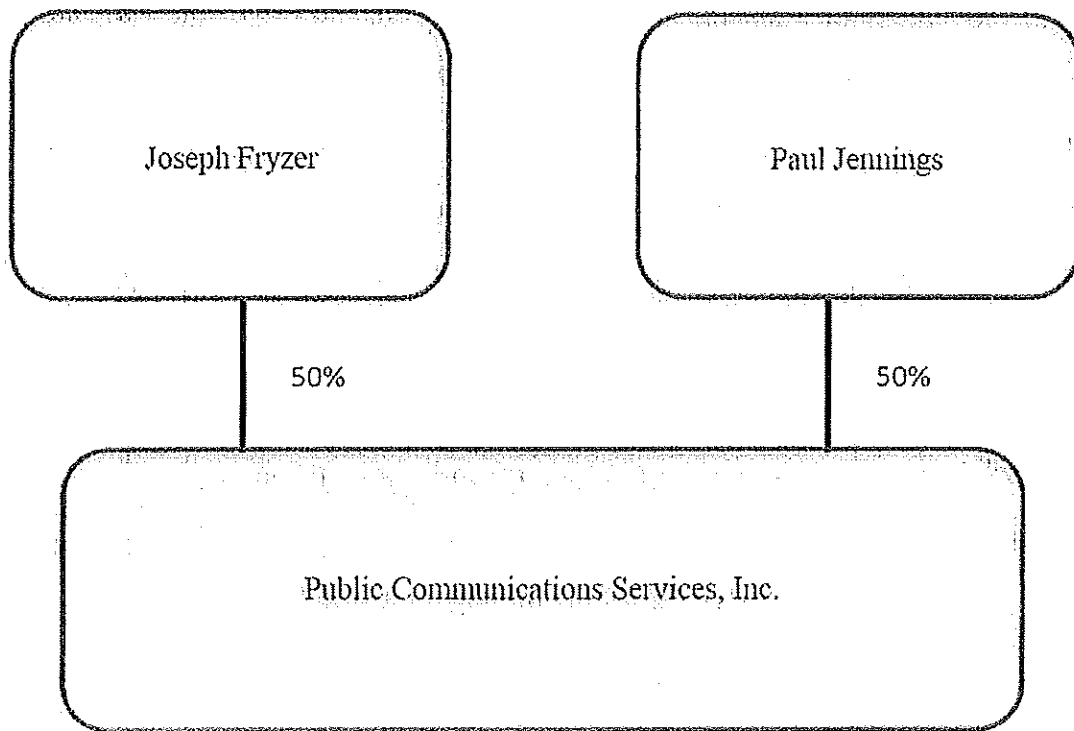 Joseph Fryzer
Paul Jennings
50%
50%
Public Communications Services, Inc.